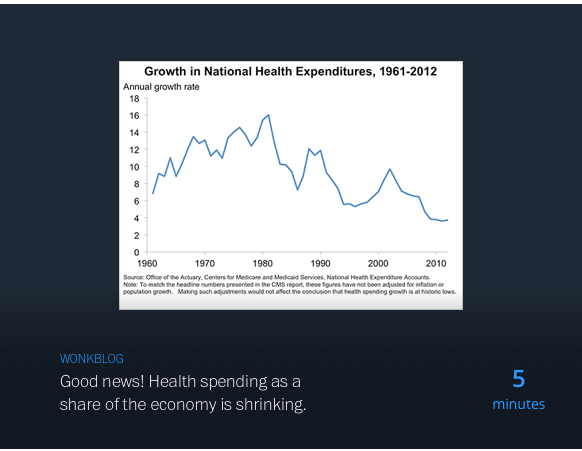 Growth in National Health Expenditures, 1961-2012
Annual growth rate
18
16
14
12
10
8
6
4
2
0
1960 1970 1980 1990 2000 2010
Source: Office of the Actuary, Centers for Medicare and Medicaid Services, National Health Expenditure Accounts.
Note: To match the headline numbers presented in the CMS report, these figures have not been adjusted for inflation or
population growth. Making such adjustments would not affect the conclusion that health spending growth is at historic lows.
WONKBLOG
Good news! Health spending as a
share of the economy is shrinking.
5
minutes